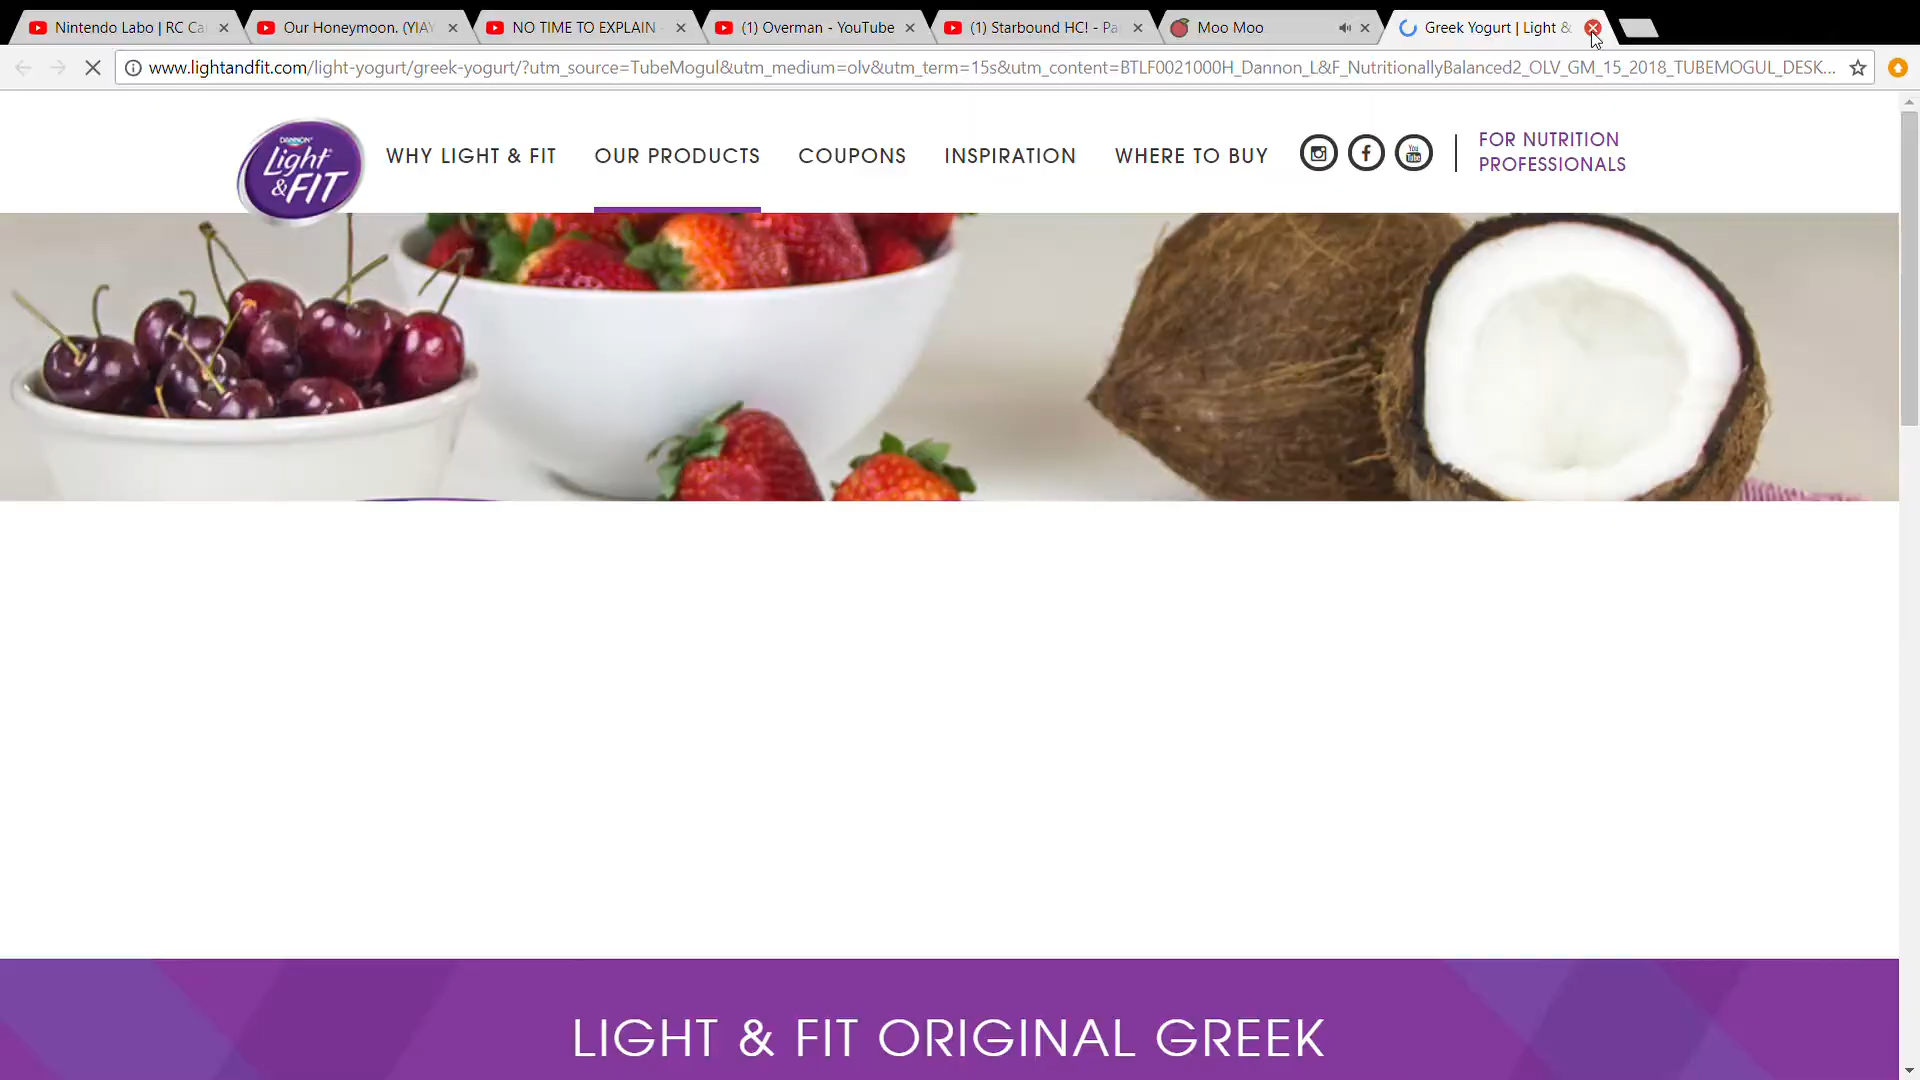 Nintendo Labo | RC Ca
Our Honeymoon. (YIAY
NO TIME TO EXPLAIN -
(1) Overman - YouTube
(1) Starbound HC! - Pa
Moo Moo
Greek Yogurt | Light &
www.lightandfit.com/light-yogurt/greek-yogurt/?utm_source=TubeMogul&utm_medium=olv&utm_term=15s&utm_content=BTLF0021000H_Dannon_L&F_NutritionallyBalanced2_OLV_GM_15_2018_TUBEMOGUL_DESK...
DANNON
Light
&FIT
WHY LIGHT & FIT
OUR PRODUCTS
COUPONS
INSPIRATION
WHERE TO BUY
You
Tube
FOR NUTRITION
PROFESSIONALS
LIGHT & FIT ORIGINAL GREEK